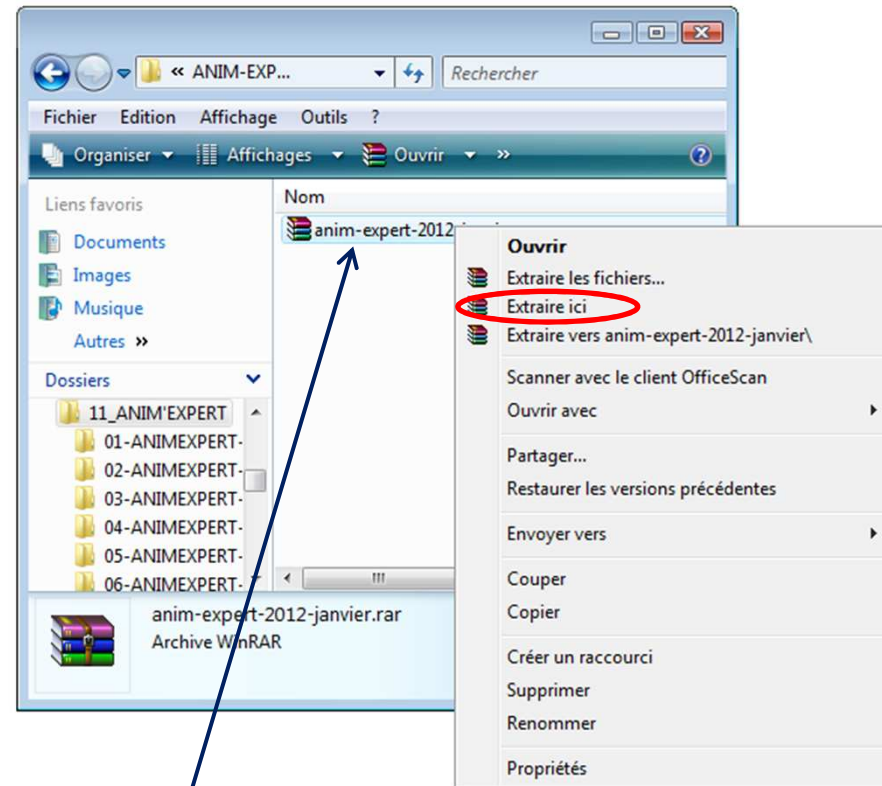 « ANIM-EXP...
Rechercher
Fichier Edition Affichage Outils ?
Organiser Affichages Ouvrir »
Liens favoris
Documents
Images
Musique
Autres »
Dossiers
11_ANIM'EXPERT
01-ANIMEXPERT-
02-ANIMEXPERT-
03-ANIMEXPERT-
04-ANIMEXPERT-
05-ANIMEXPERT-
06-ANIMEXPERT-
Nom
anim-expert-2012
Ouvrir
Extraire les fichiers...
Extraire ici
Extraire vers anim-expert-2012-janvier\
Scanner avec le client OfficeScan
Ouvrir avec
Partager...
Restaurer les versions précédentes
Envoyer vers
Couper
Copier
Créer un raccourci
Supprimer
Renommer
Propriétés
anim-expert-2012-janvier.rar
Archive WinRAR